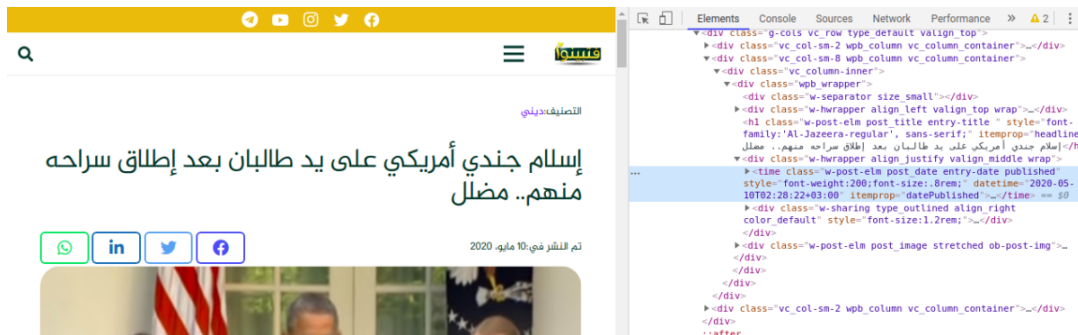 Elements Console Sources Network Performance » 2
فتبينوا
التصنيف:ديني
إسلام جندي أمريكي على يد طالبان بعد إطلاق سراحه
منهم.. مضلل
تم النشر في:10 مايو، 2020
▼<div class="g-cols vc_row type_default valign_top">
▶<div class="vc_col-sm-2 wpb_column vc_column_container">…</div>
▼<div class="vc_col-sm-8 wpb_column vc_column_container">
▼<div class="vc_column-inner">
▼<div class="wpb_wrapper">
<div class="w-separator size_small"></div>
▶<div class="w-hwrapper align_left valign_top wrap">…</div>
<h1 class="w-post-elm post_title entry-title " style="font-
family:'Al-Jazeera-regular', sans-serif;" itemprop="headline
إسلام جندي أمريكي على يد طالبان بعد إطلاق سراحه منهم.. مضلل</h
▼<div class="w-hwrapper align_justify valign_middle wrap">
▶<time class="w-post-elm post_date entry-date published"
style="font-weight:200;font-size:.8rem;" datetime="2020-05-
10T02:28:22+03:00" itemprop="datePublished">…</time> == $0
▶<div class="w-sharing type_outlined align_right
color_default" style="font-size:1.2rem;">…</div>
</div>
▶<div class="w-post-elm post_image stretched ob-post-img">…
</div>
</div>
</div>
</div>
▶<div class="vc_col-sm-2 wpb_column vc_column_container">…</div>
</div>
::after